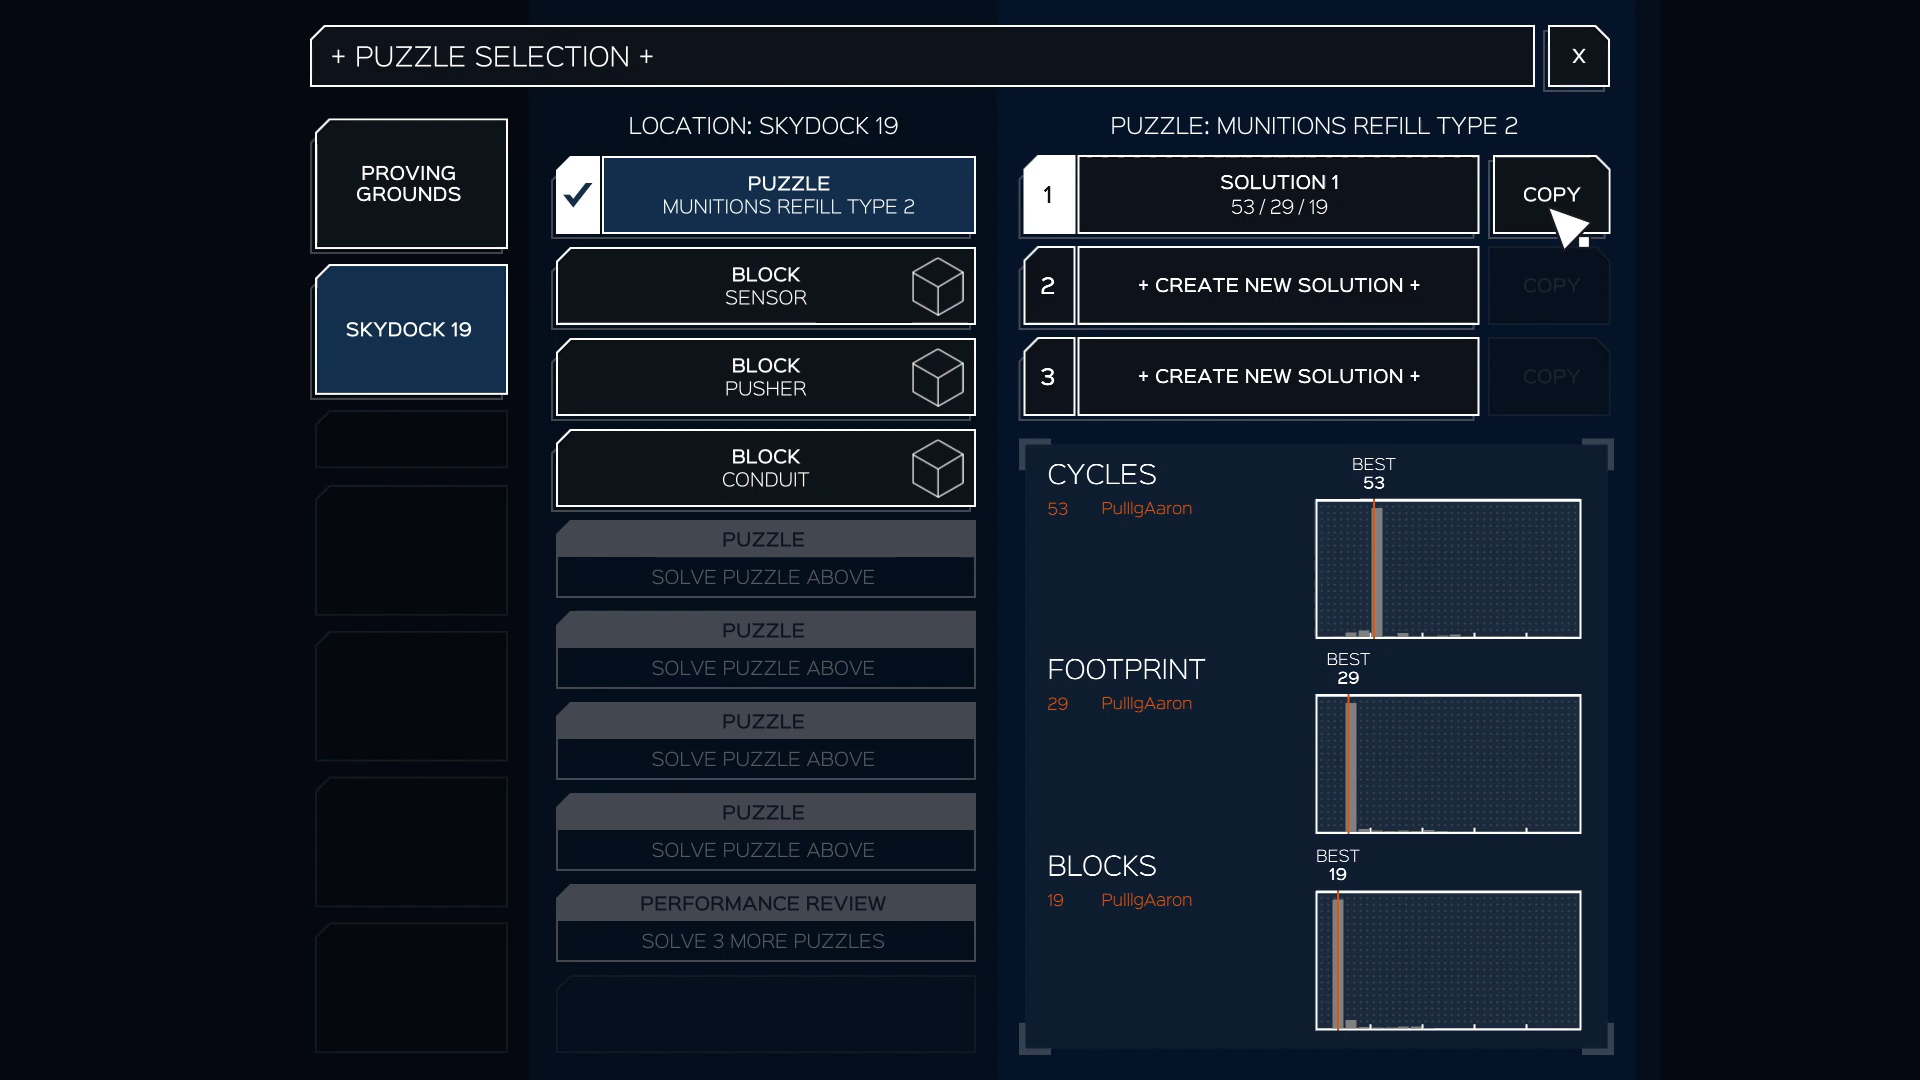 + PUZZLE SELECTION +
X
PROVING
GROUNDS
SKYDOCK 19
LOCATION: SKYDOCK 19
PUZZLE
MUNITIONS REFILL TYPE 2
BLOCK
SENSOR
BLOCK
PUSHER
BLOCK
CONDUIT
PUZZLE
SOLVE PUZZLE ABOVE
PUZZLE
SOLVE PUZZLE ABOVE
PUZZLE
SOLVE PUZZLE ABOVE
PUZZLE
SOLVE PUZZLE ABOVE
PERFORMANCE REVIEW
SOLVE 3 MORE PUZZLES
PUZZLE: MUNITIONS REFILL TYPE 2
1
SOLUTION 1
53 / 29 / 19
COPY
2
+ CREATE NEW SOLUTION +
COPY
3
+ CREATE NEW SOLUTION +
COPY
CYCLES
53 PullIgAaron
BEST
53
FOOTPRINT
29 PullIgAaron
BEST
29
BLOCKS
19 PullIgAaron
BEST
19